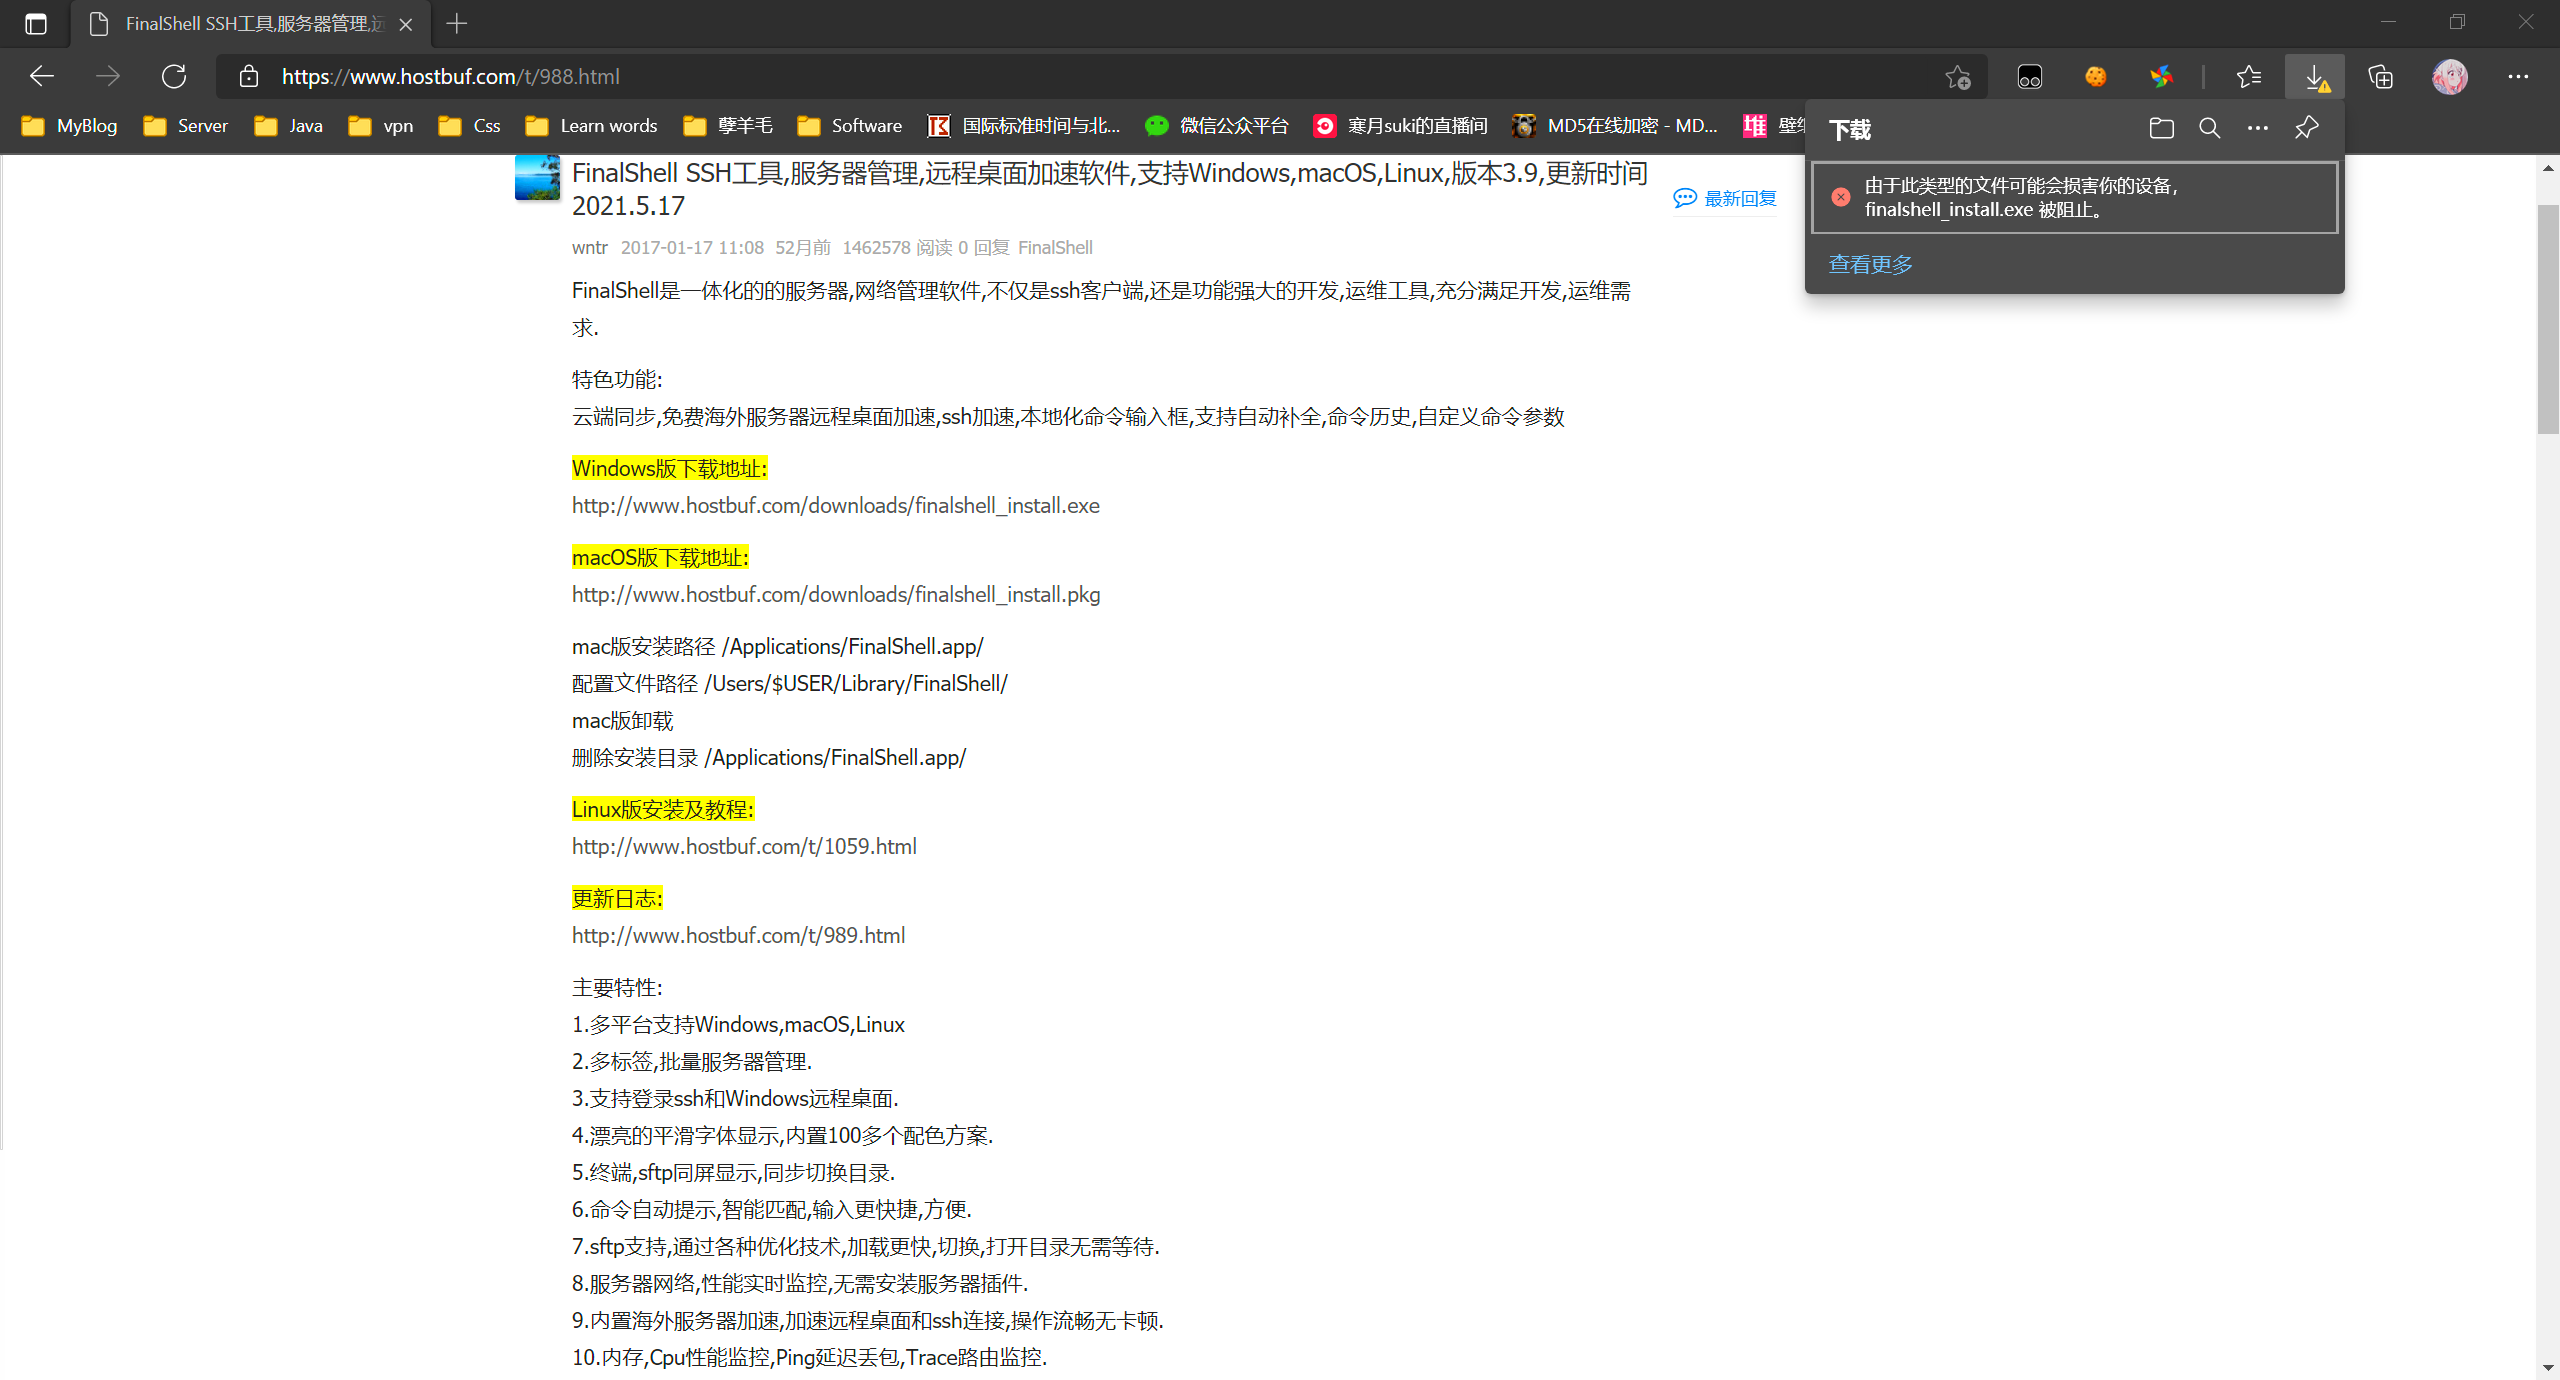 FinalShell SSH工具,服务器管理,远
https://www.hostbuf.com/t/988.html
MyBlog Server Java vpn Css Learn words 孽羊毛 Software 国际标准时间与北... 微信公众平台 寒月suki的直播间 MD5在线加密 - MD...
下载
由于此类型的文件可能会损害你的设备，
finalshell_install.exe 被阻止。
查看更多
FinalShell SSH工具,服务器管理,远程桌面加速软件,支持Windows,macOS,Linux,版本3.9,更新时间
2021.5.17
最新回复
wntr 2017-01-17 11:08 52月前 1462578 阅读 0 回复 FinalShell
FinalShell是一体化的的服务器,网络管理软件,不仅是ssh客户端,还是功能强大的开发,运维工具,充分满足开发,运维需
求.
特色功能:
云端同步,免费海外服务器远程桌面加速,ssh加速,本地化命令输入框,支持自动补全,命令历史,自定义命令参数
Windows版下载地址:
http://www.hostbuf.com/downloads/finalshell_install.exe
macOS版下载地址:
http://www.hostbuf.com/downloads/finalshell_install.pkg
mac版安装路径 /Applications/FinalShell.app/
配置文件路径 /Users/$USER/Library/FinalShell/
mac版卸载
删除安装目录 /Applications/FinalShell.app/
Linux版安装及教程:
http://www.hostbuf.com/t/1059.html
更新日志:
http://www.hostbuf.com/t/989.html
主要特性:
1.多平台支持Windows,macOS,Linux
2.多标签,批量服务器管理.
3.支持登录ssh和Windows远程桌面.
4.漂亮的平滑字体显示,内置100多个配色方案.
5.终端,sftp同屏显示,同步切换目录.
6.命令自动提示,智能匹配,输入更快捷,方便.
7.sftp支持,通过各种优化技术,加载更快,切换,打开目录无需等待.
8.服务器网络,性能实时监控,无需安装服务器插件.
9.内置海外服务器加速,加速远程桌面和ssh连接,操作流畅无卡顿.
10.内存,Cpu性能监控,Ping延迟丢包,Trace路由监控.